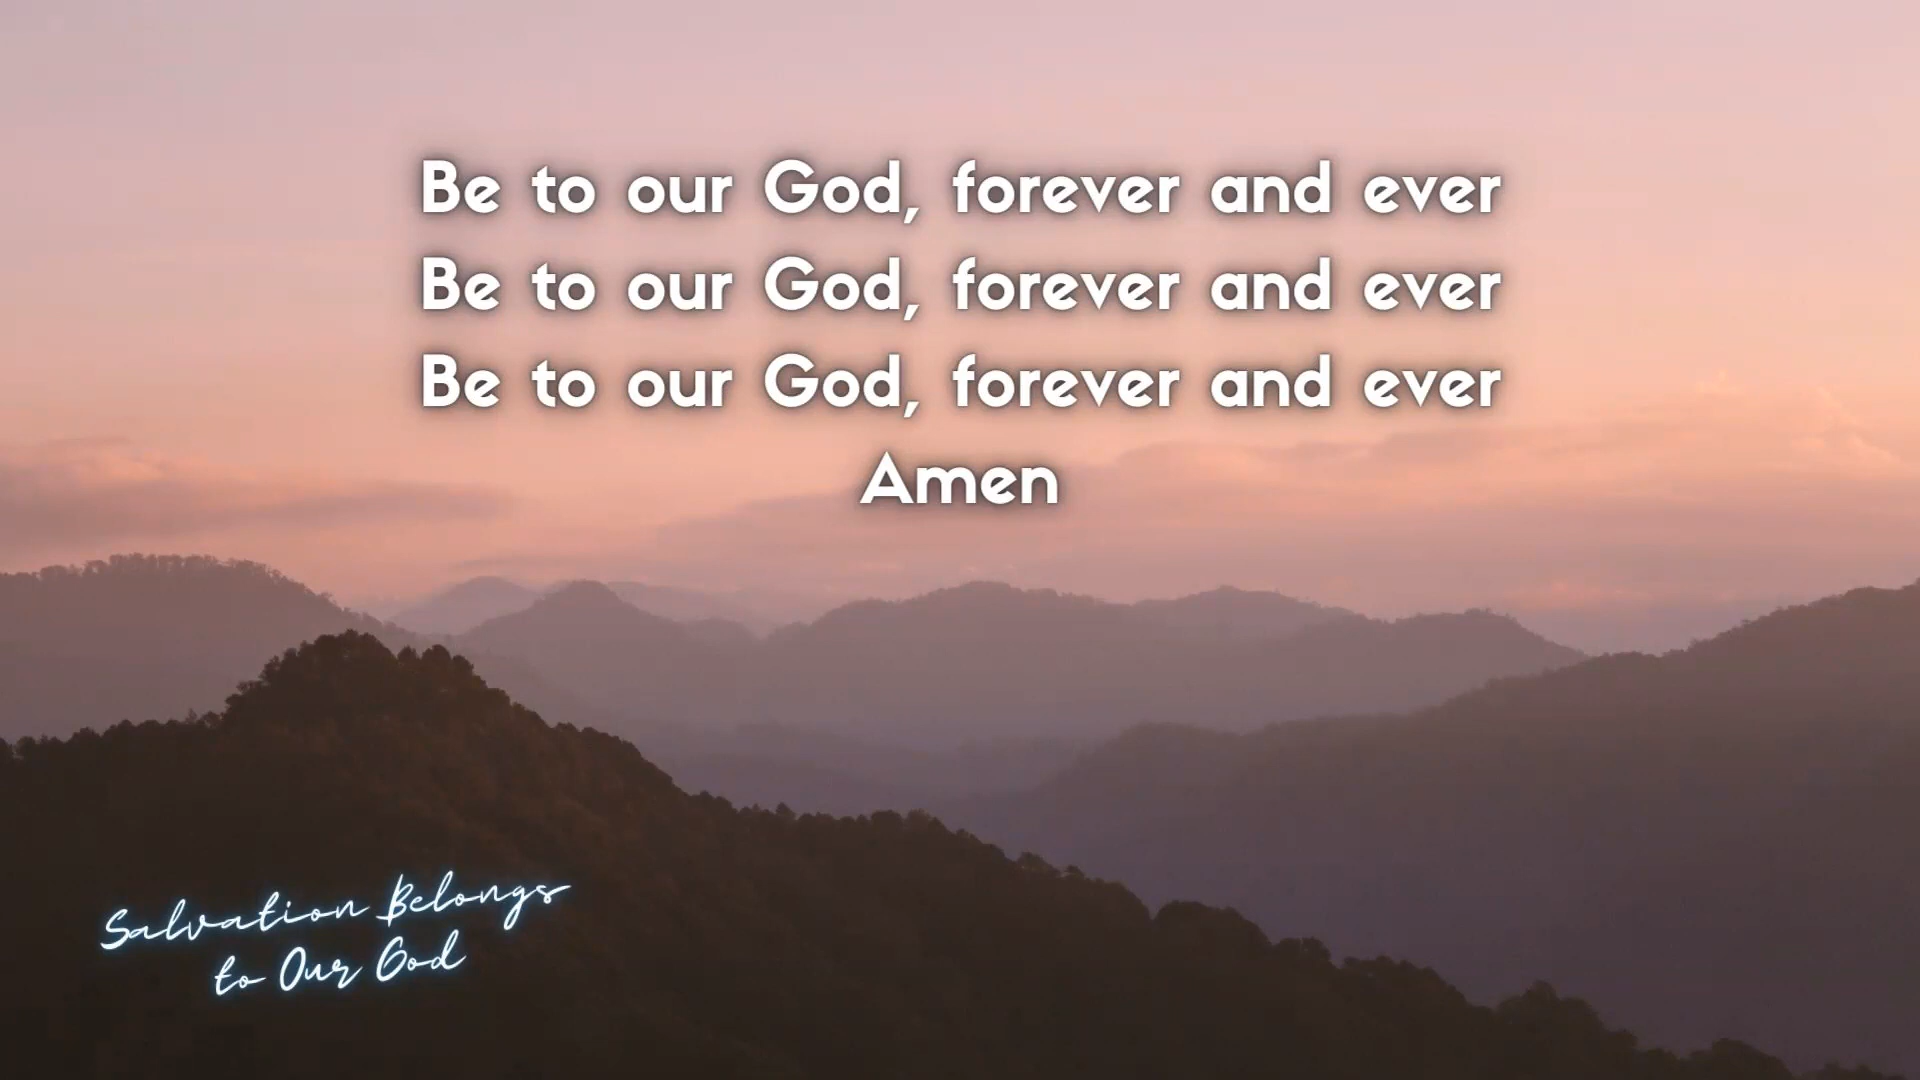 Be to our God, forever and ever
Be to our God, forever and ever
Be to our God, forever and ever
Amen
Salvation Belongs
to Our God